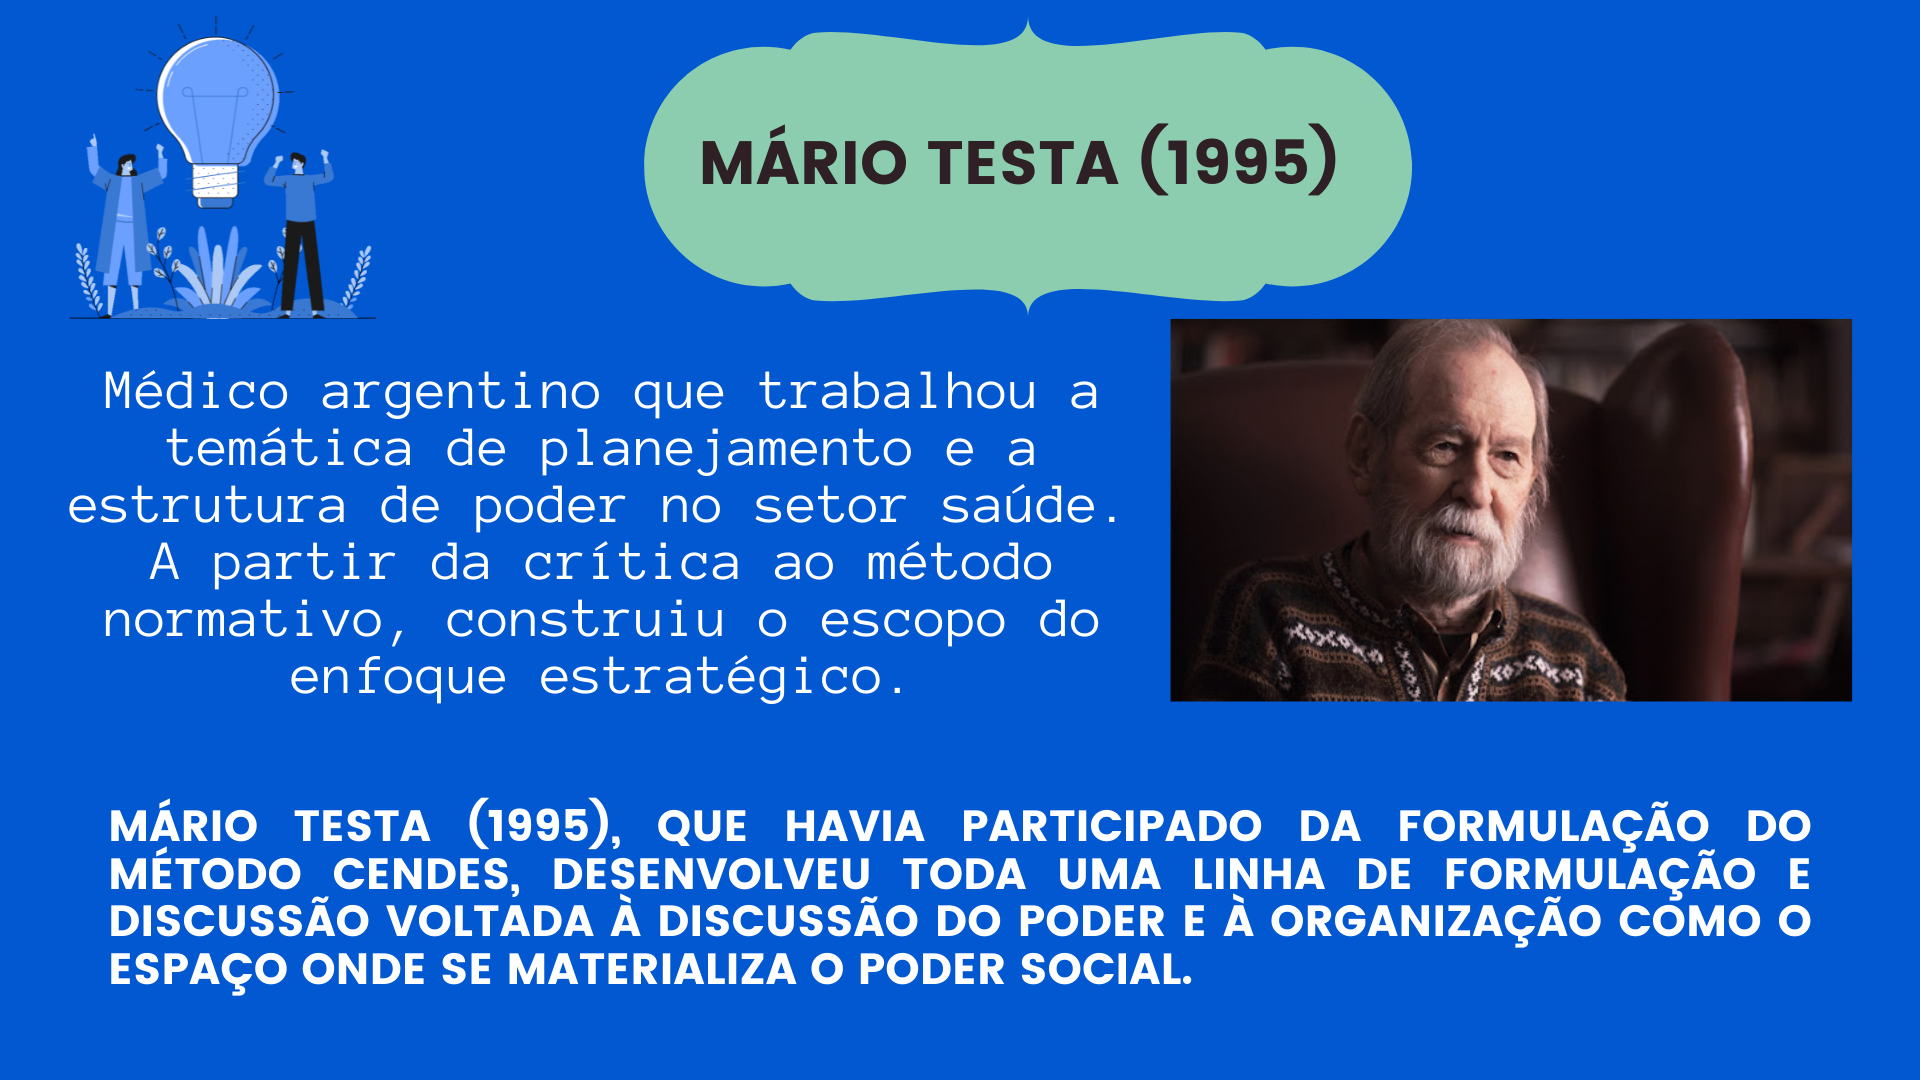 MÁRIO TESTA (1995)
Médico argentino que trabalhou a
temática de planejamento e a
estrutura de poder no setor saúde.
A partir da crítica ao método
normativo, construiu o escopo do
enfoque estratégico.
MÁRIO TESTA (1995), QUE HAVIA PARTICIPADO DA FORMULAÇÃO DO
MÉTODO CENDES, DESENVOLVEU TODA UMA LINHA DE FORMULAÇÃO E
DISCUSSÃO VOLTADA À DISCUSSÃO DO PODER E À ORGANIZAÇÃO COMO O
ESPAÇO ONDE SE MATERIALIZA O PODER SOCIAL.